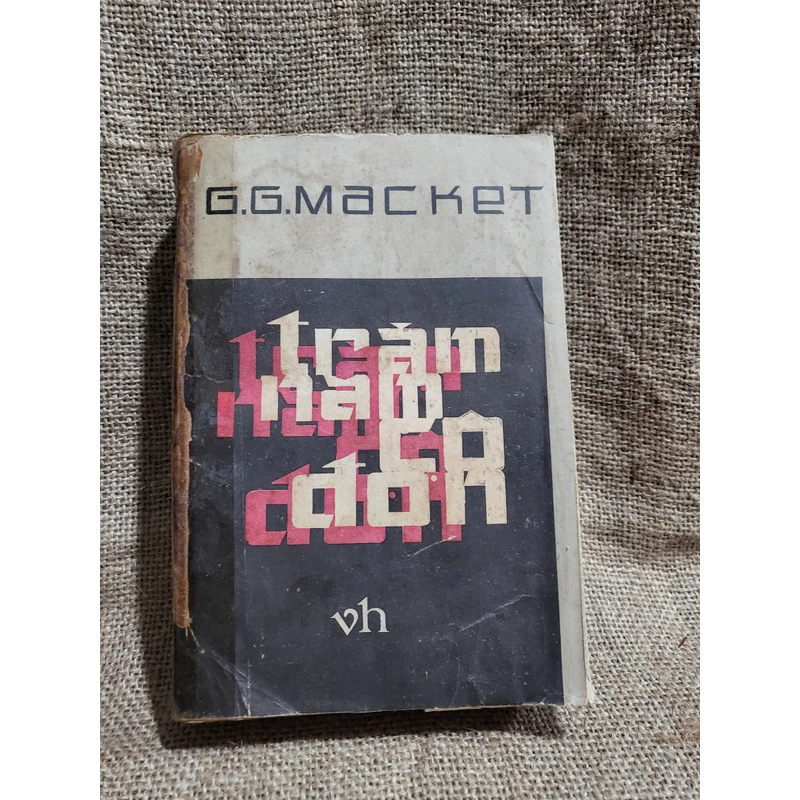 G.G.MACKET
trăm
năm
cô
đơn
vh